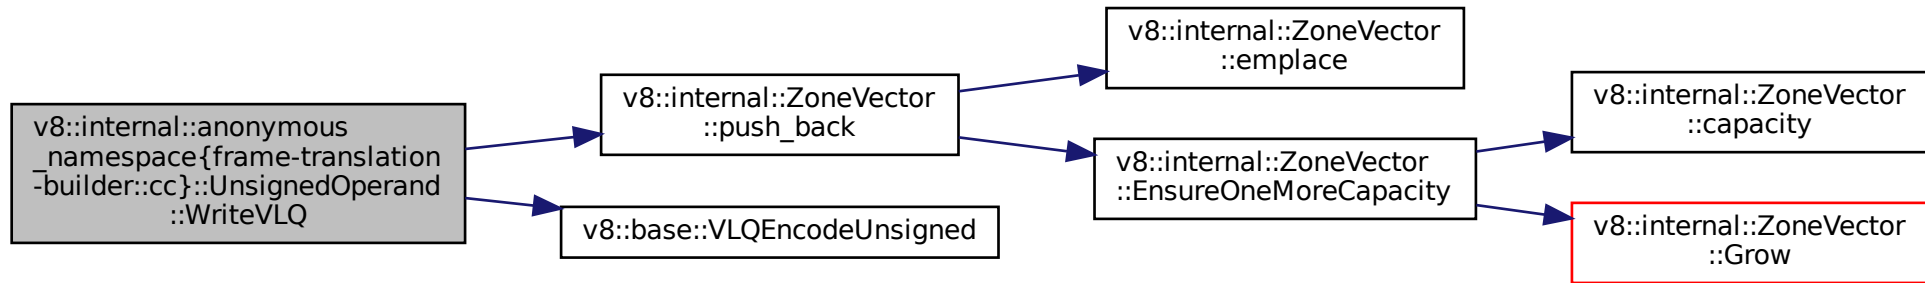 v8::internal::anonymous
_namespace{frame-translation
-builder::cc}::UnsignedOperand
::WriteVLQ
v8::internal::ZoneVector
::push_back
v8::base::VLQEncodeUnsigned
v8::internal::ZoneVector
::emplace
v8::internal::ZoneVector
::EnsureOneMoreCapacity
v8::internal::ZoneVector
::capacity
v8::internal::ZoneVector
::Grow